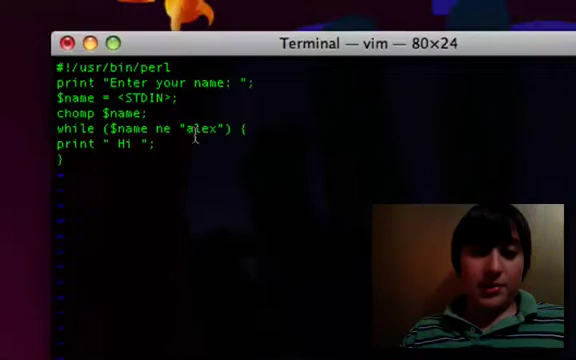 Terminal — vim — 80×24
#!/usr/bin/perl
print "Enter your name: ";
$name = <STDIN>;
chomp $name;
while ($name ne "alex") {
print " Hi ";
}
~
~
~
~
~
~
~
~
~
~
~
~